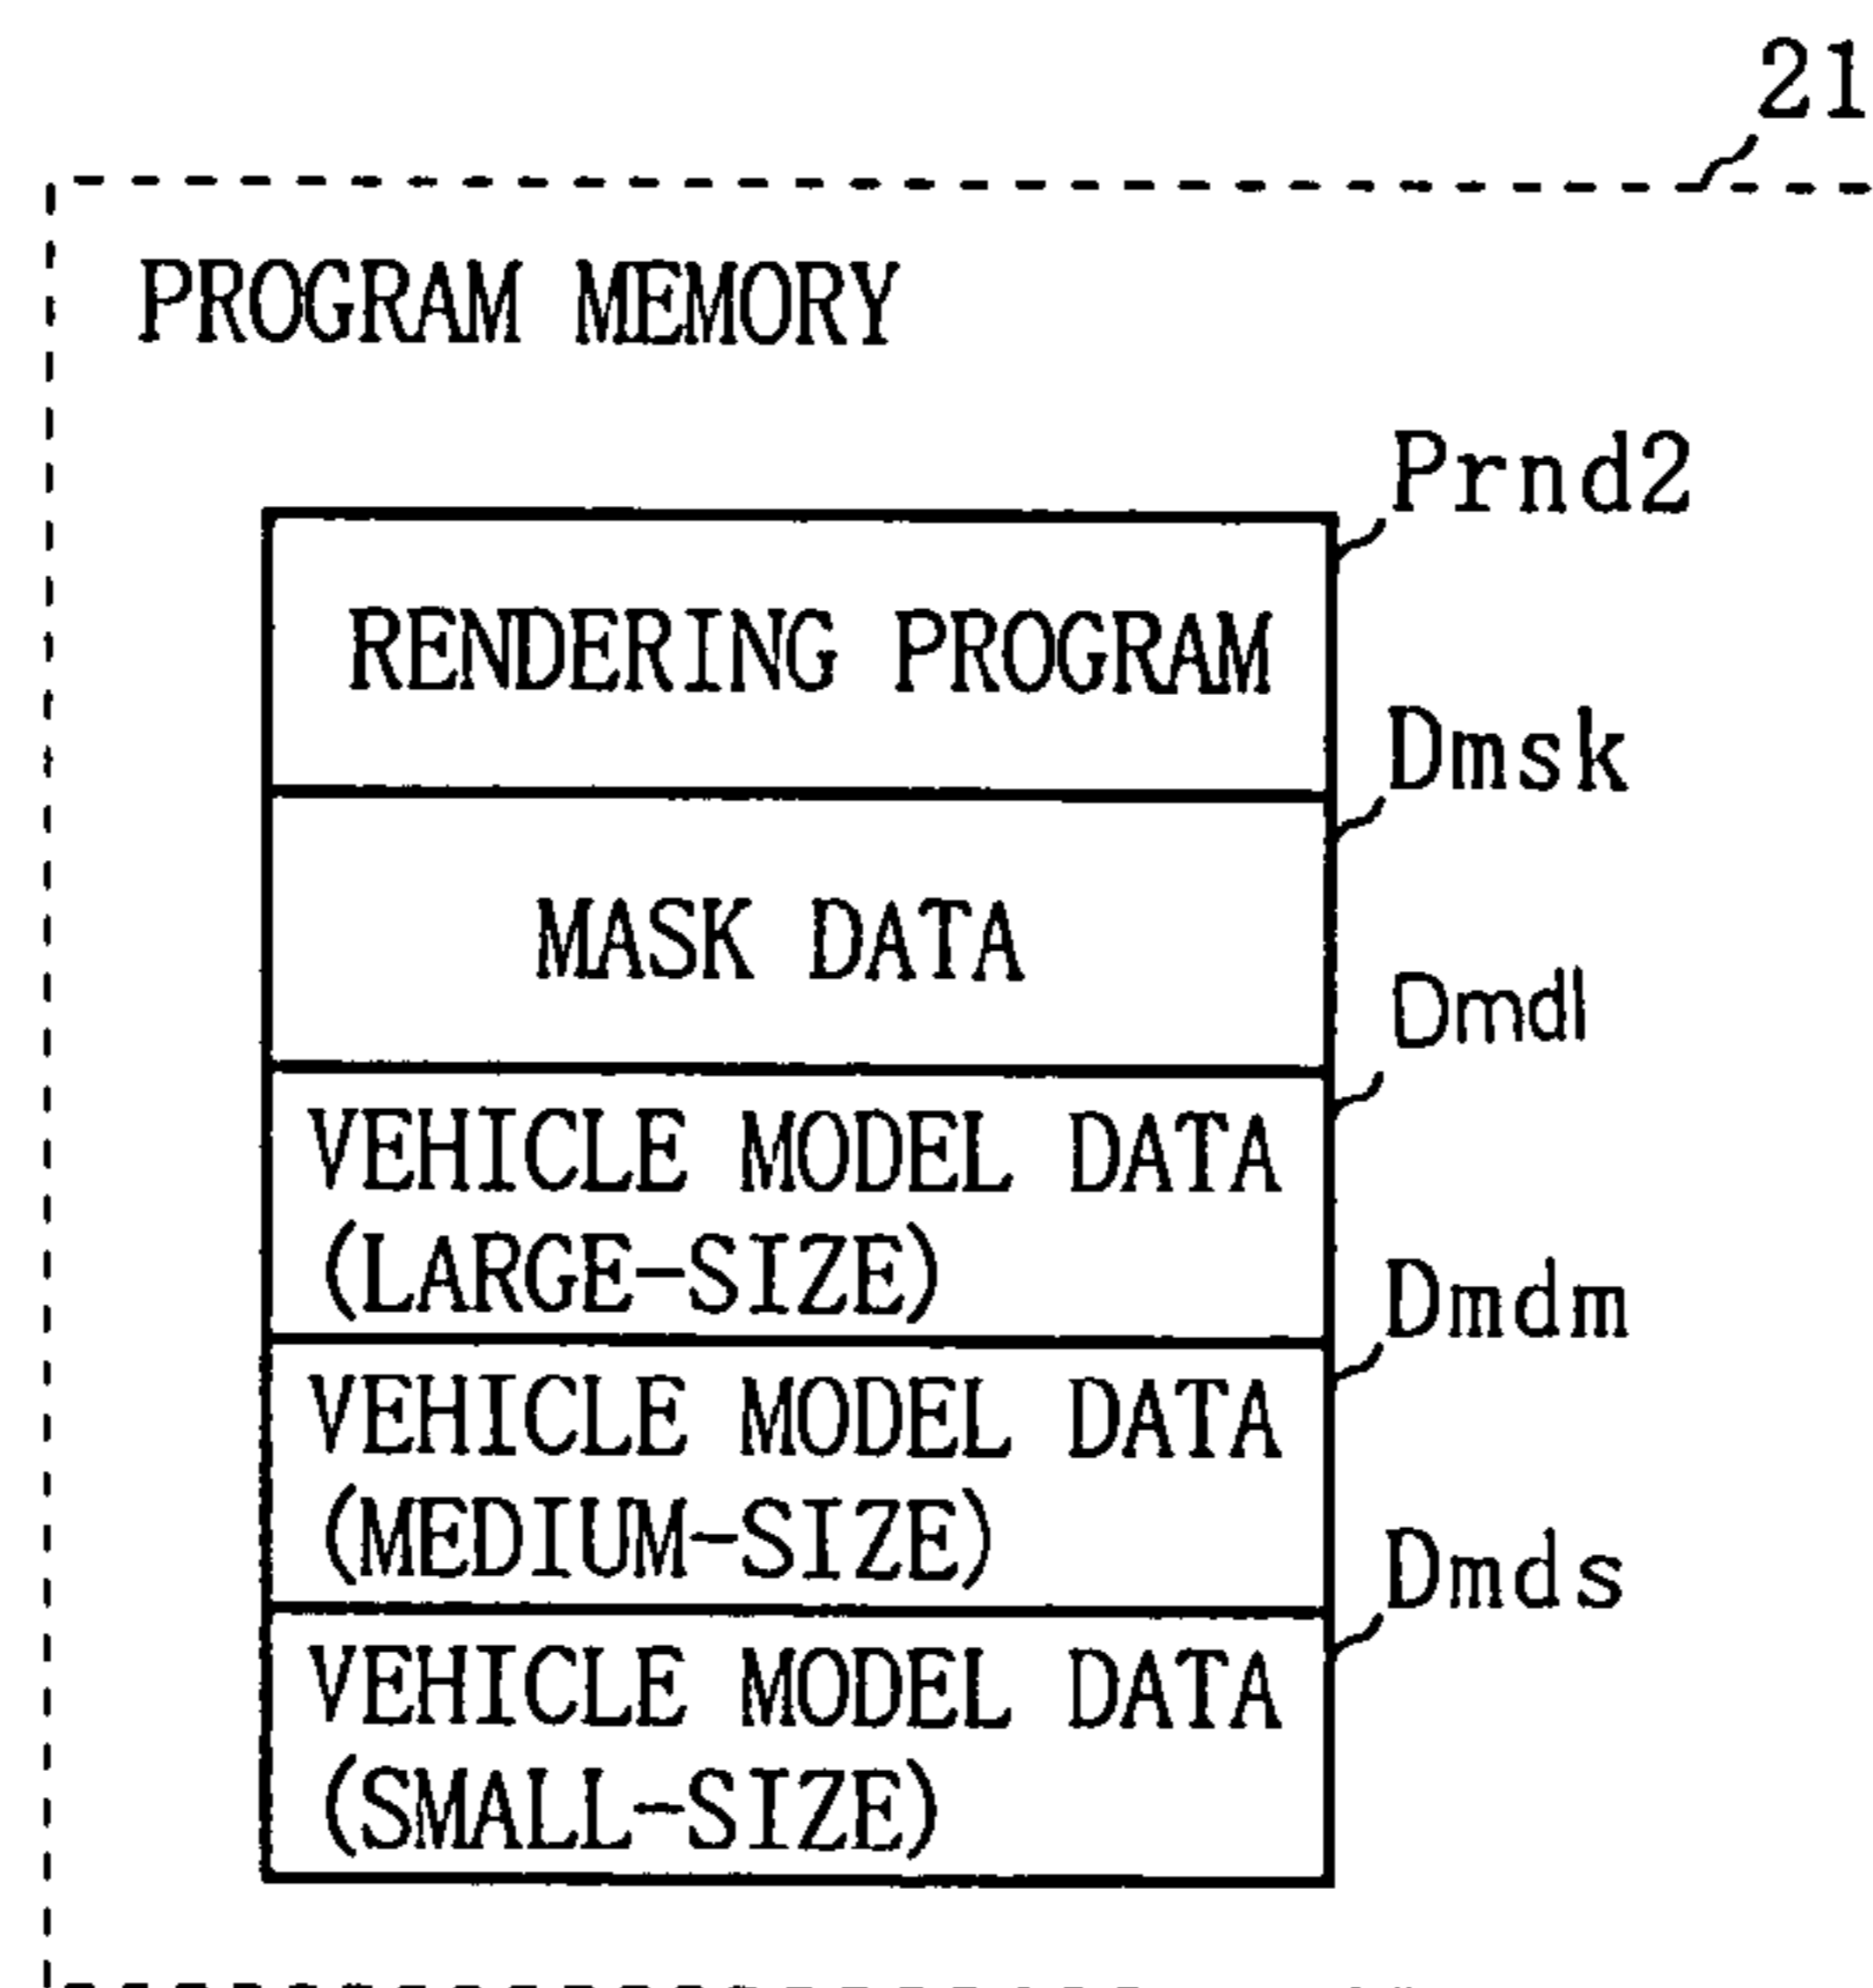 21
PROGRAM MEMORY
Prnd2
RENDERING PROGRAM
Dmsk
MASK DATA
Dmdl
VEHICLE MODEL DATA
(LARGE-SIZE)
Dmdm
VEHICLE MODEL DATA
(MEDIUM-SIZE)
Dmds
VEHICLE MODEL DATA
(SMALL-SIZE)